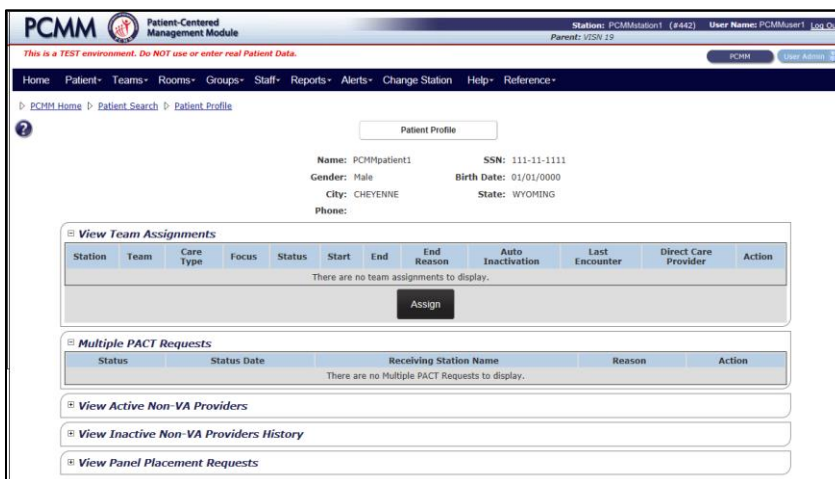 PCMM Patient-Centered Management Module
Station: PCMMstation1 (#442) User Name: PCMMuser1 Log Ou
Parent: VISN 19
This is a TEST environment. Do NOT use or enter real Patient Data.
PCMM User Admin
Home Patient Teams Rooms Groups Staff Reports Alerts Change Station Help Reference
PCMM Home Patient Search Patient Profile
?
Patient Profile
Name: PCMMpatient1 SSN: 111-11-1111
Gender: Male Birth Date: 01/01/0000
City: CHEYENNE State: WYOMING
Phone:
View Team Assignments
Station Team Care Type Focus Status Start End End Reason Auto Inactivation Last Encounter Direct Care Provider Action
There are no team assignments to display.
Assign
Multiple PACT Requests
Status Status Date Receiving Station Name Reason Action
There are no Multiple PACT Requests to display.
View Active Non-VA Providers
View Inactive Non-VA Providers History
View Panel Placement Requests